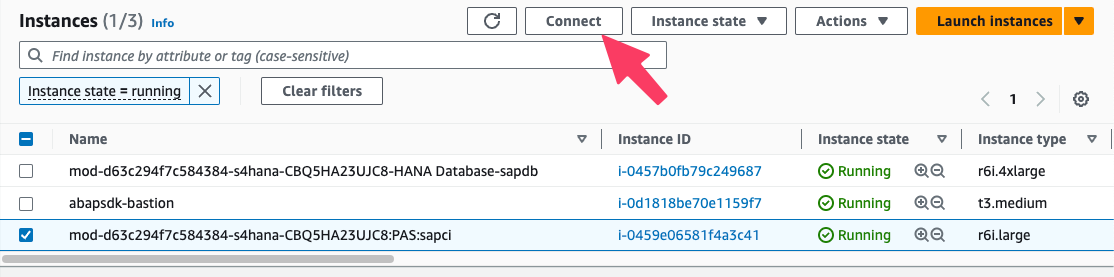 Instances (1/3) Info Connect Instance state Actions Launch instances
Find instance by attribute or tag (case-sensitive)
Instance state = running Clear filters
1
Name Instance ID Instance state Instance type
mod-d63c294f7c584384-s4hana-CBQ5HA23UJC8-HANA Database-sapdb i-0457b0fb79c249687 Running r6i.4xlarge
abapsdk-bastion i-0d1818be70e1159f7 Running t3.medium
mod-d63c294f7c584384-s4hana-CBQ5HA23UJC8:PAS:sapci i-0459e06581f4a3c41 Running r6i.large